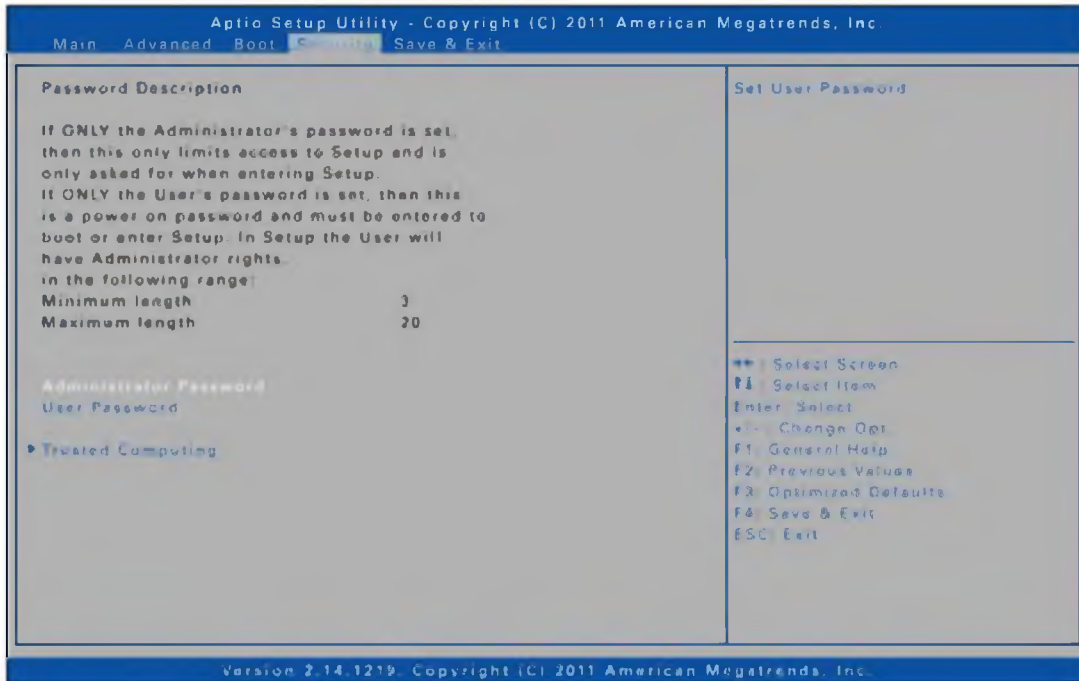 Aptio Setup Utility - Copyright (C) 2011 American Megatrends, Inc.
Main Advanced Boot Security Save & Exit
Password Description
If ONLY the Administrator's password is set,
then this only limits access to Setup and is
only asked for when entering Setup.
If ONLY the User's password is set, then this
is a power on password and must be entered to
boot or enter Setup. In Setup the User will
have Administrator rights.
in the following range:
Minimum length 3
Maximum length 20
Administrator Password
User Password
Trusted Computing
Set User Password
Select Screen
Select Item
Enter: Select
+/-: Change Opt.
F1: General Help
F2: Previous Values
F3: Optimized Defaults
F4: Save & Exit
ESC: Exit
Version 2.14.1219. Copyright (C) 2011 American Megatrends, Inc.